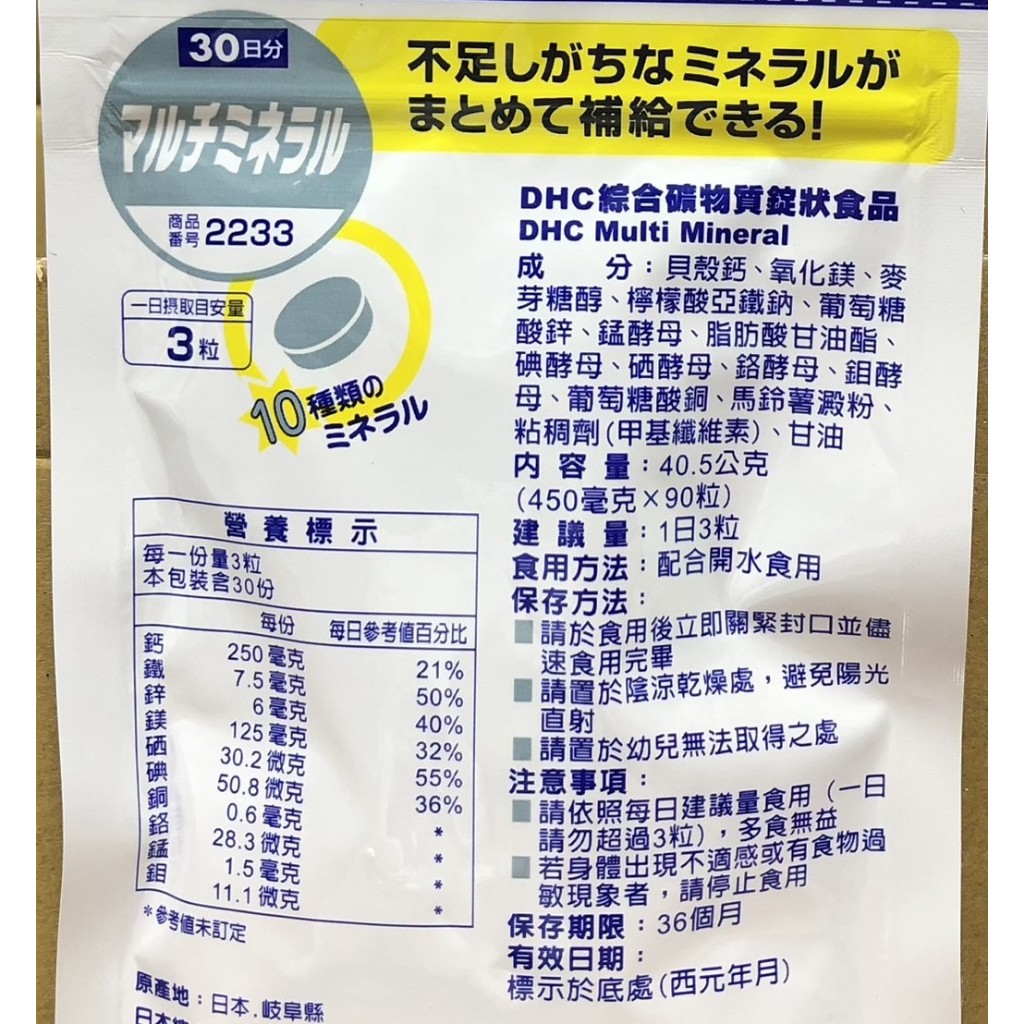 30日分
マルチミネラル
商品番号 2233
不足しがちなミネラルが
まとめて補給できる!
一日摂取目安量
3粒
10種類の
ミネラル
DHC綜合礦物質錠狀食品
DHC Multi Mineral
成分:貝殼鈣、氧化鎂、麥
芽糖醇、檸檬酸亞鐵鈉、葡萄糖
酸鋅、錳酵母、脂肪酸甘油酯、
碘酵母、硒酵母、鉻酵母、鉬酵
母、葡萄糖酸銅、馬鈴薯澱粉、
粘稠劑(甲基纖維素)、甘油
內容量:40.5公克
(450毫克×90粒)
建議量:1日3粒
食用方法:配合開水食用
保存方法:
請於食用後立即關緊封口並儘
速食用完畢
請置於陰涼乾燥處,避免陽光
直射
請置於幼兒無法取得之處
注意事項:
請依照每日建議量食用(一日
請勿超過3粒),多食無益
若身體出現不適感或有食物過
敏現象者,請停止食用
保存期限:36個月
有效日期:
標示於底處(西元年月)
營養標示
每一份量3粒
本包裝含30份
每份 每日參考值百分比
鈣 250毫克 21%
鐵 7.5毫克 50%
鋅 6毫克 40%
鎂 125毫克 32%
硒 30.2微克 55%
碘 50.8微克 36%
銅 0.6毫克 *
鉻 28.3微克 *
錳 1.5毫克 *
鉬 11.1微克 *
*參考值未訂定
原產地:日本.岐阜縣